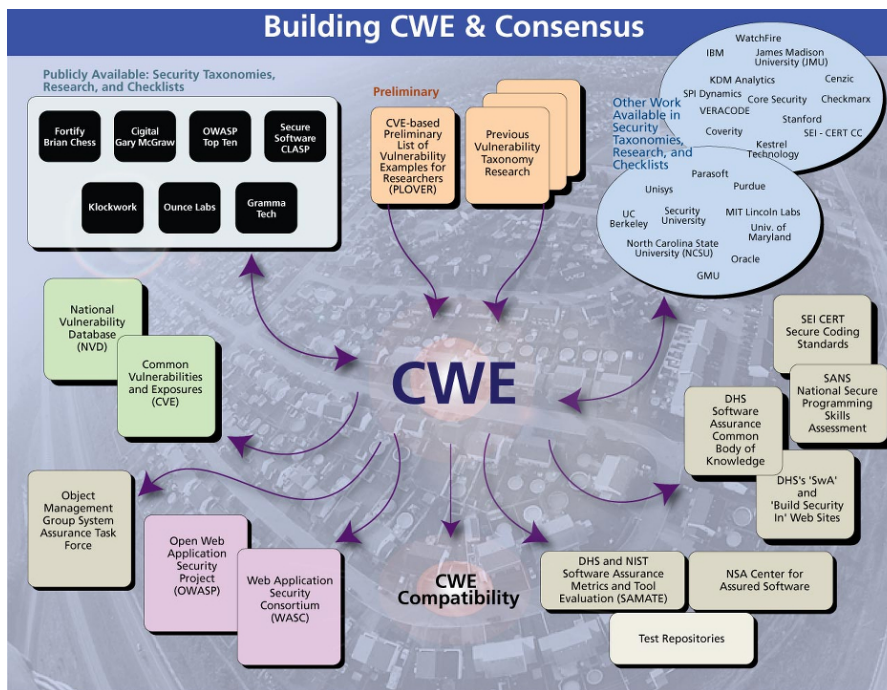 Building CWE & Consensus
Publicly Available: Security Taxonomies,
Research, and Checklists
Fortify
Brian Chess
Cigital
Gary McGraw
OWASP
Top Ten
Secure
Software
CLASP
Klockwork
Ounce Labs
Gramma
Tech
Preliminary
CVE-based
Preliminary
List of
Vulnerability
Examples for
Researchers
(PLOVER)
Previous
Vulnerability
Taxonomy
Research
Other Work
Available in
Security
Taxonomies,
Research, and
Checklists
WatchFire
IBM
James Madison
University (JMU)
KDM Analytics
Cenzic
SPI Dynamics
Core Security
Checkmarx
VERACODE
Stanford
Coverity
SEI - CERT CC
Kestrel
Technology
Parasoft
Unisys
Purdue
UC
Berkeley
Security
University
MIT Lincoln Labs
Univ. of
Maryland
North Carolina State
University (NCSU)
Oracle
GMU
National
Vulnerability
Database
(NVD)
Common
Vulnerabilities
and Exposures
(CVE)
CWE
SEI CERT
Secure Coding
Standards
SANS
National Secure
Programming
Skills
Assessment
DHS
Software
Assurance
Common
Body of
Knowledge
DHS's 'SwA'
and
'Build Security
In' Web Sites
Object
Management
Group System
Assurance Task
Force
Open Web
Application
Security
Project
(OWASP)
Web Application
Security
Consortium
(WASC)
CWE
Compatibility
DHS and NIST
Software Assurance
Metrics and Tool
Evaluation (SAMATE)
NSA Center for
Assured Software
Test Repositories